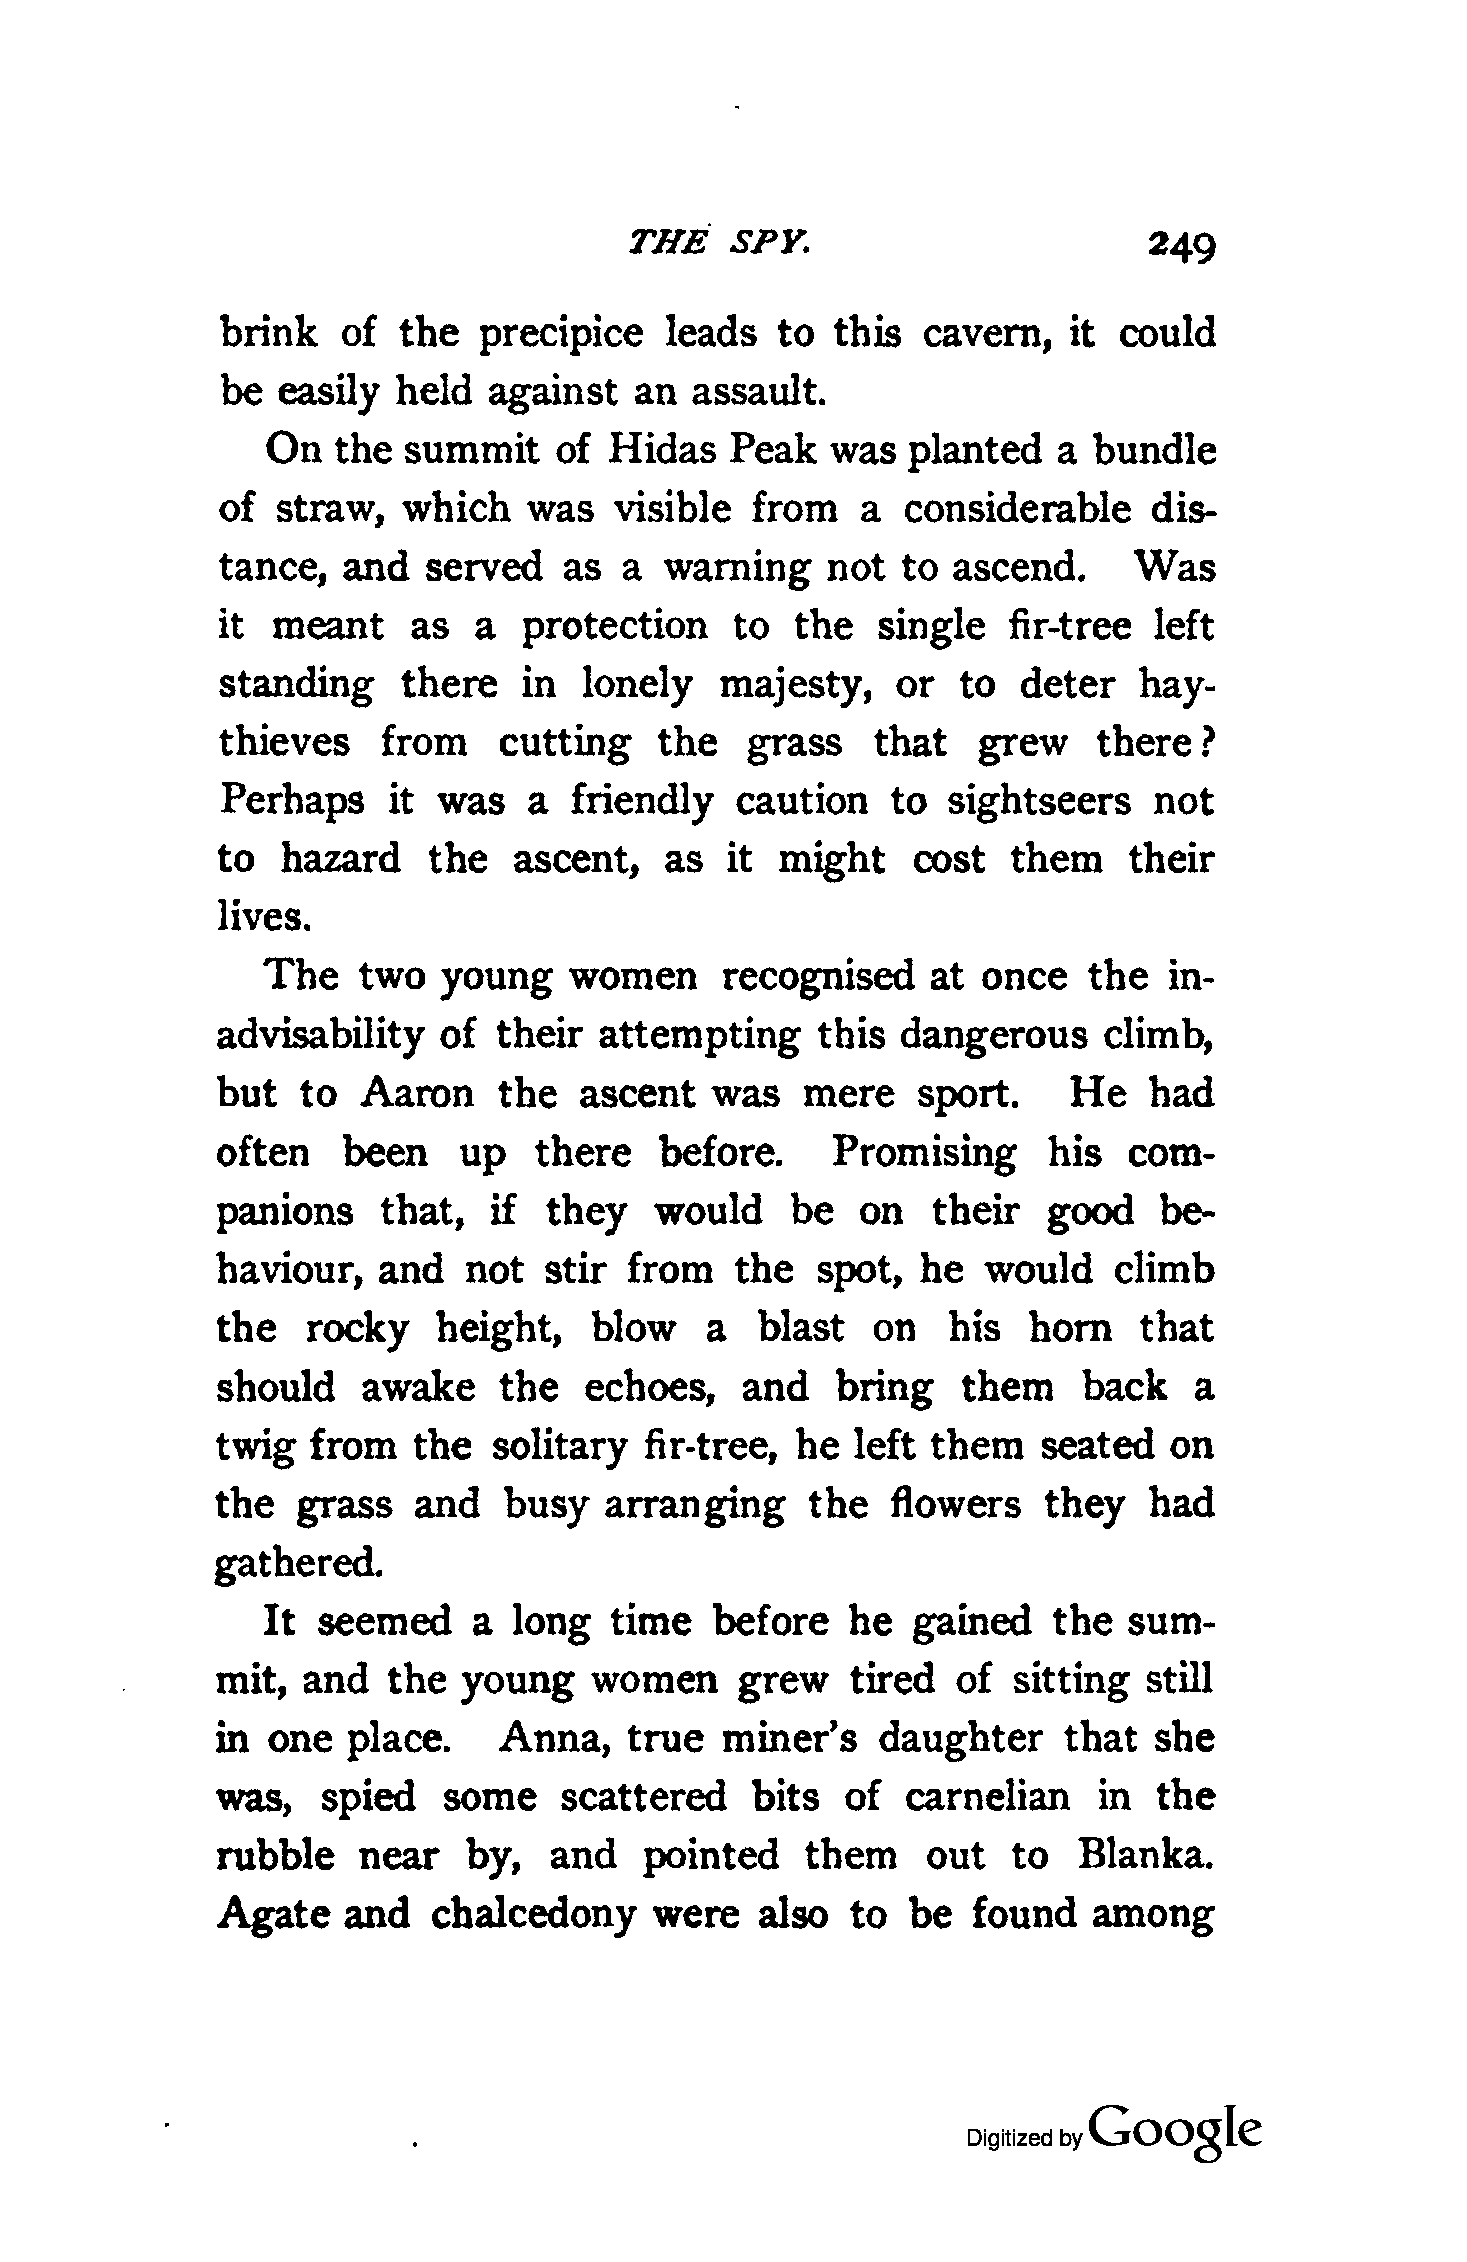 THE SPY. 249
brink of the precipice leads to this cavern, it could
be easily held against an assault.
On the summit of Hidas Peak was planted a bundle
of straw, which was visible from a considerable dis-
tance, and served as a warning not to ascend. Was
it meant as a protection to the single fir-tree left
standing there in lonely majesty, or to deter hay-
thieves from cutting the grass that grew there?
Perhaps it was a friendly caution to sightseers not
to hazard the ascent, as it might cost them their
lives.
The two young women recognised at once the in-
advisability of their attempting this dangerous climb,
but to Aaron the ascent was mere sport. He had
often been up there before. Promising his com-
panions that, if they would be on their good be-
haviour, and not stir from the spot, he would climb
the rocky height, blow a blast on his horn that
should awake the echoes, and bring them back a
twig from the solitary fir-tree, he left them seated on
the grass and busy arranging the flowers they had
gathered.
It seemed a long time before he gained the sum-
mit, and the young women grew tired of sitting still
in one place. Anna, true miner's daughter that she
was, spied some scattered bits of carnelian in the
rubble near by, and pointed them out to Blanka.
Agate and chalcedony were also to be found among
Digitized by Google